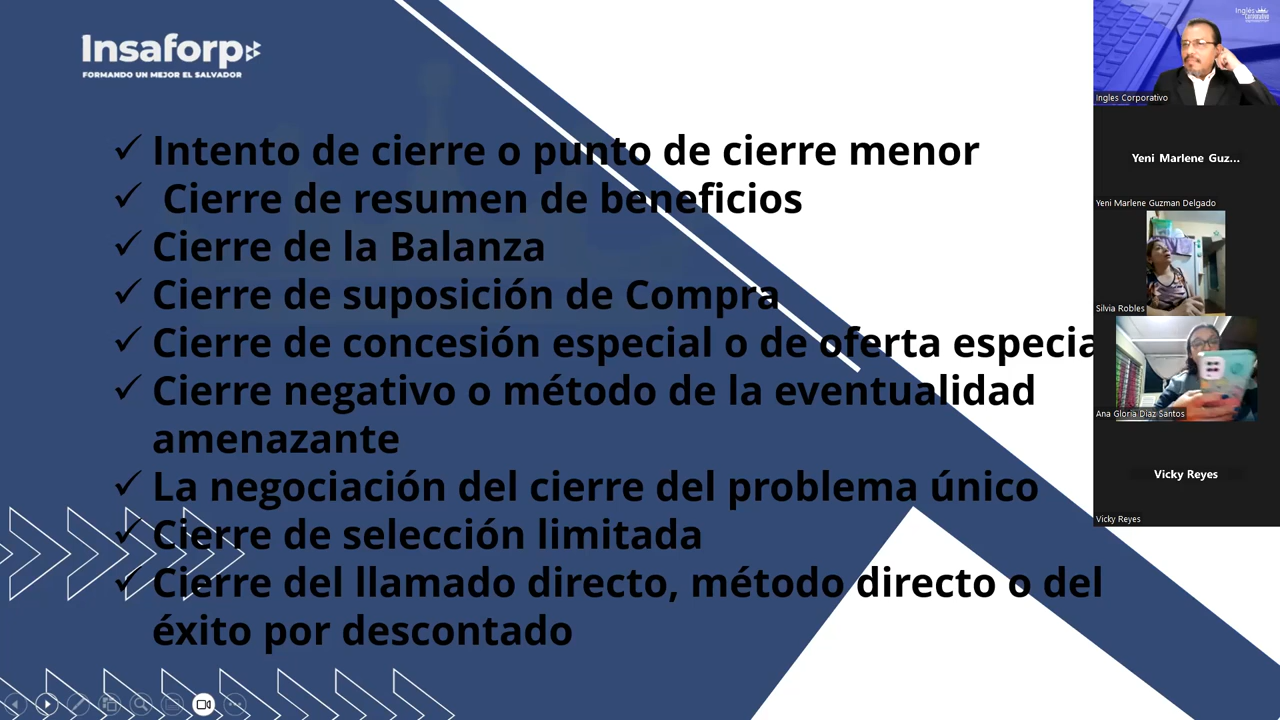 Insaforp
FORMANDO UN MEJOR EL SALVADOR
✓ Intento de cierre o punto de cierre menor
✓ Cierre de resumen de beneficios
✓ Cierre de la Balanza
✓ Cierre de suposición de Compra
✓ Cierre de concesión especial o de oferta especia
✓ Cierre negativo o método de la eventualidad
amenazante
✓ La negociación del cierre del problema único
✓ Cierre de selección limitada
✓ Cierre del llamado directo, método directo o del
éxito por descontado
Inglés
Corporativo
Ingles Corporativo
Yeni Marlene Guz...
Yeni Marlene Guzman Delgado
Silvia Robles
Ana Gloria Diaz Santos
Vicky Reyes
Vicky Reyes